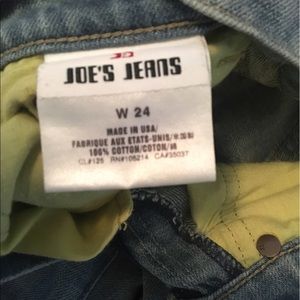 JOE'S JEANS
W 24
MADE IN USA/
FABRIQUE AUX ETATS-UNIS/
100% COTTON/COTON/
CL#125 RN#106214 CA#35037